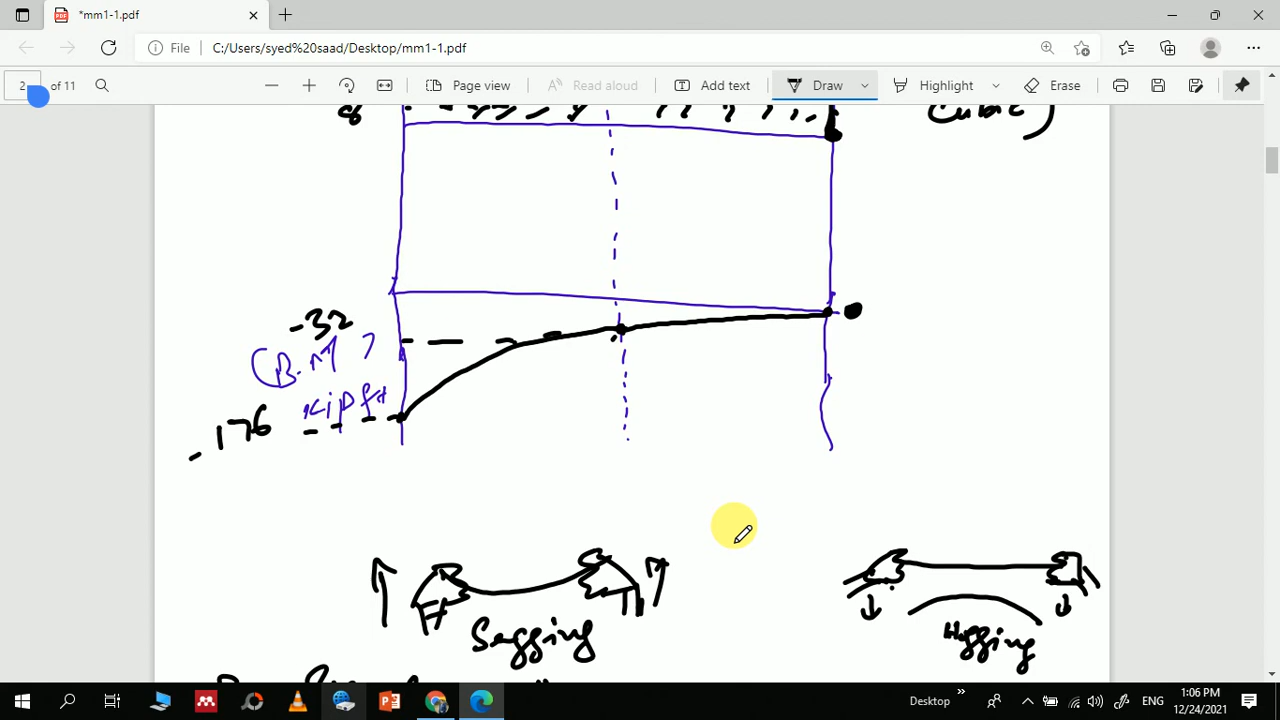 *mm1-1.pdf
File C:/Users/syed%20saad/Desktop/mm1-1.pdf
2 of 11 Page view Read aloud Add text Draw Highlight Erase
Cubic)
-32
(B.M)
kip ft
-176
Sagging
Hogging
Desktop ENG 1:06 PM
12/24/2021